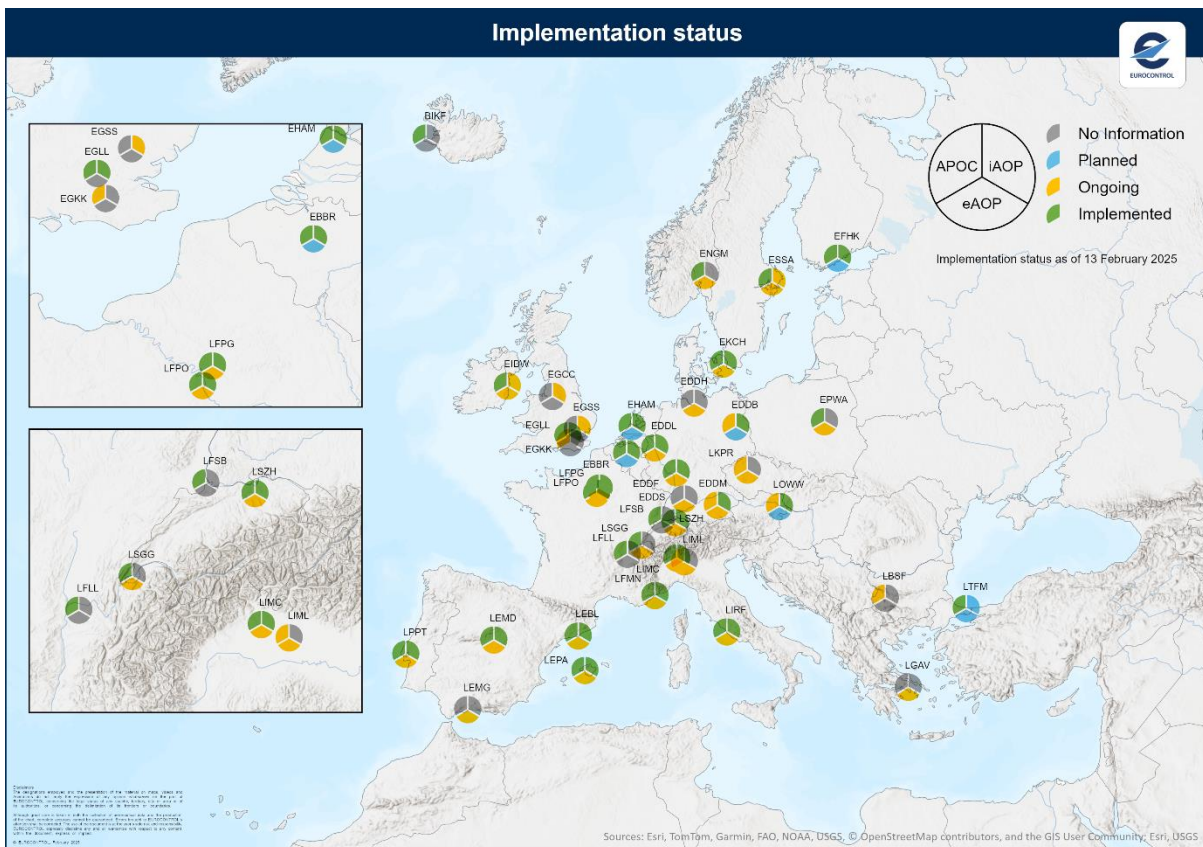 Implementation status
EUROCONTROL
BIKF
No Information
Planned
Ongoing
Implemented
APOC
iAOP
eAOP
Implementation status as of 13 February 2025
EGSS
EHAM
EGLL
EGKK
EBBR
LFPG
LFPO
ENGM
ESSA
EFHK
EKCH
EIDW
EGCC
EDDH
EGSS
EHAM
EDDB
EPWA
EGLL
EDDL
EGKK
LKPR
EBBR
LFPG
LFPO
EDDF
EDDM
LOWW
EDDS
LFSB
LSZH
LSGG
LFLL
LIML
LIMC
LFMN
LBSF
LTFM
LFSB
LSZH
LSGG
LFLL
LIMC
LIML
LPPT
LEMD
LEBL
LIRF
LEPA
LGAV
LEMG
Disclaimer
© EUROCONTROL, February 2025
Sources: Esri, TomTom, Garmin, FAO, NOAA, USGS, © OpenStreetMap contributors, and the GIS User Community; Esri, USGS